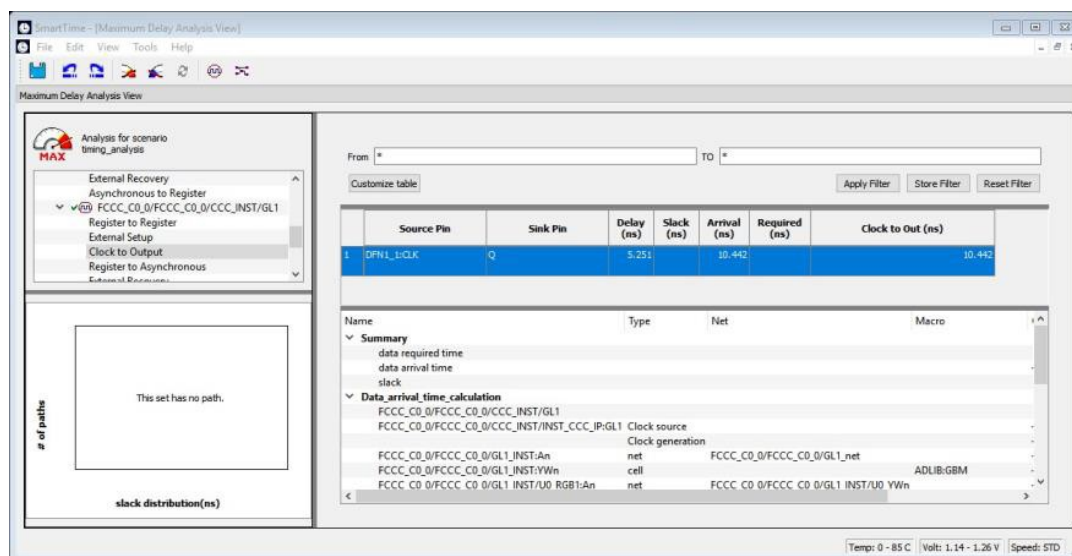 SmartTime - [Maximum Delay Analysis View]
File Edit View Tools Help
Maximum Delay Analysis View
Analysis for scenario
timing_analysis
MAX
External Recovery
Asynchronous to Register
FCCC_C0_0/FCCC_C0_0/CCC_INST/GL1
Register to Register
External Setup
Clock to Output
Register to Asynchronous
External Recovery
# of paths
This set has no path.
slack distribution(ns)
From * TO *
Customize table Apply Filter Store Filter Reset Filter
Source Pin Sink Pin Delay (ns) Slack (ns) Arrival (ns) Required (ns) Clock to Out (ns)
1 DFN1_1:CLK Q 5.251 10.442 10.442
Name Type Net Macro
Summary
data required time
data arrival time
slack
Data_arrival_time_calculation
FCCC_C0_0/FCCC_C0_0/CCC_INST/GL1
FCCC_C0_0/FCCC_C0_0/CCC_INST/INST_CCC_IP:GL1 Clock source
Clock generation
FCCC_C0_0/FCCC_C0_0/GL1_INST:An net FCCC_C0_0/FCCC_C0_0/GL1_net
FCCC_C0_0/FCCC_C0_0/GL1_INST:YWn cell ADLIB:GBM
FCCC_C0_0/FCCC_C0_0/GL1_INST/U0_RGB1:An net FCCC_C0_0/FCCC_C0_0/GL1_INST/U0_YWn
Temp: 0 - 85 C Volt: 1.14 - 1.26 V Speed: STD